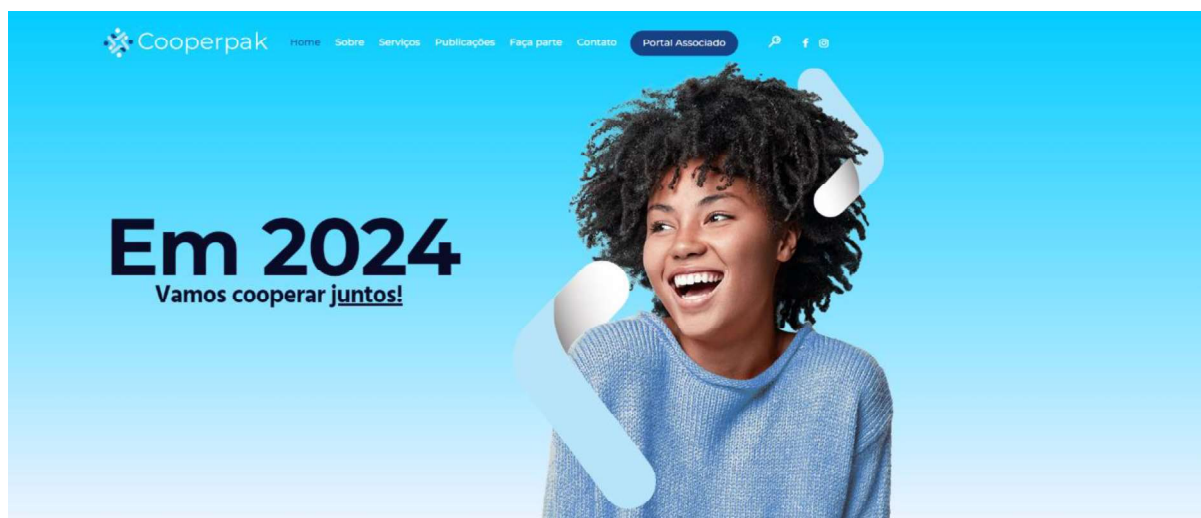 Cooperpak Home Sobre Serviços Publicações Faça parte Contato Portal Associado
Em 2024
Vamos cooperar juntos!